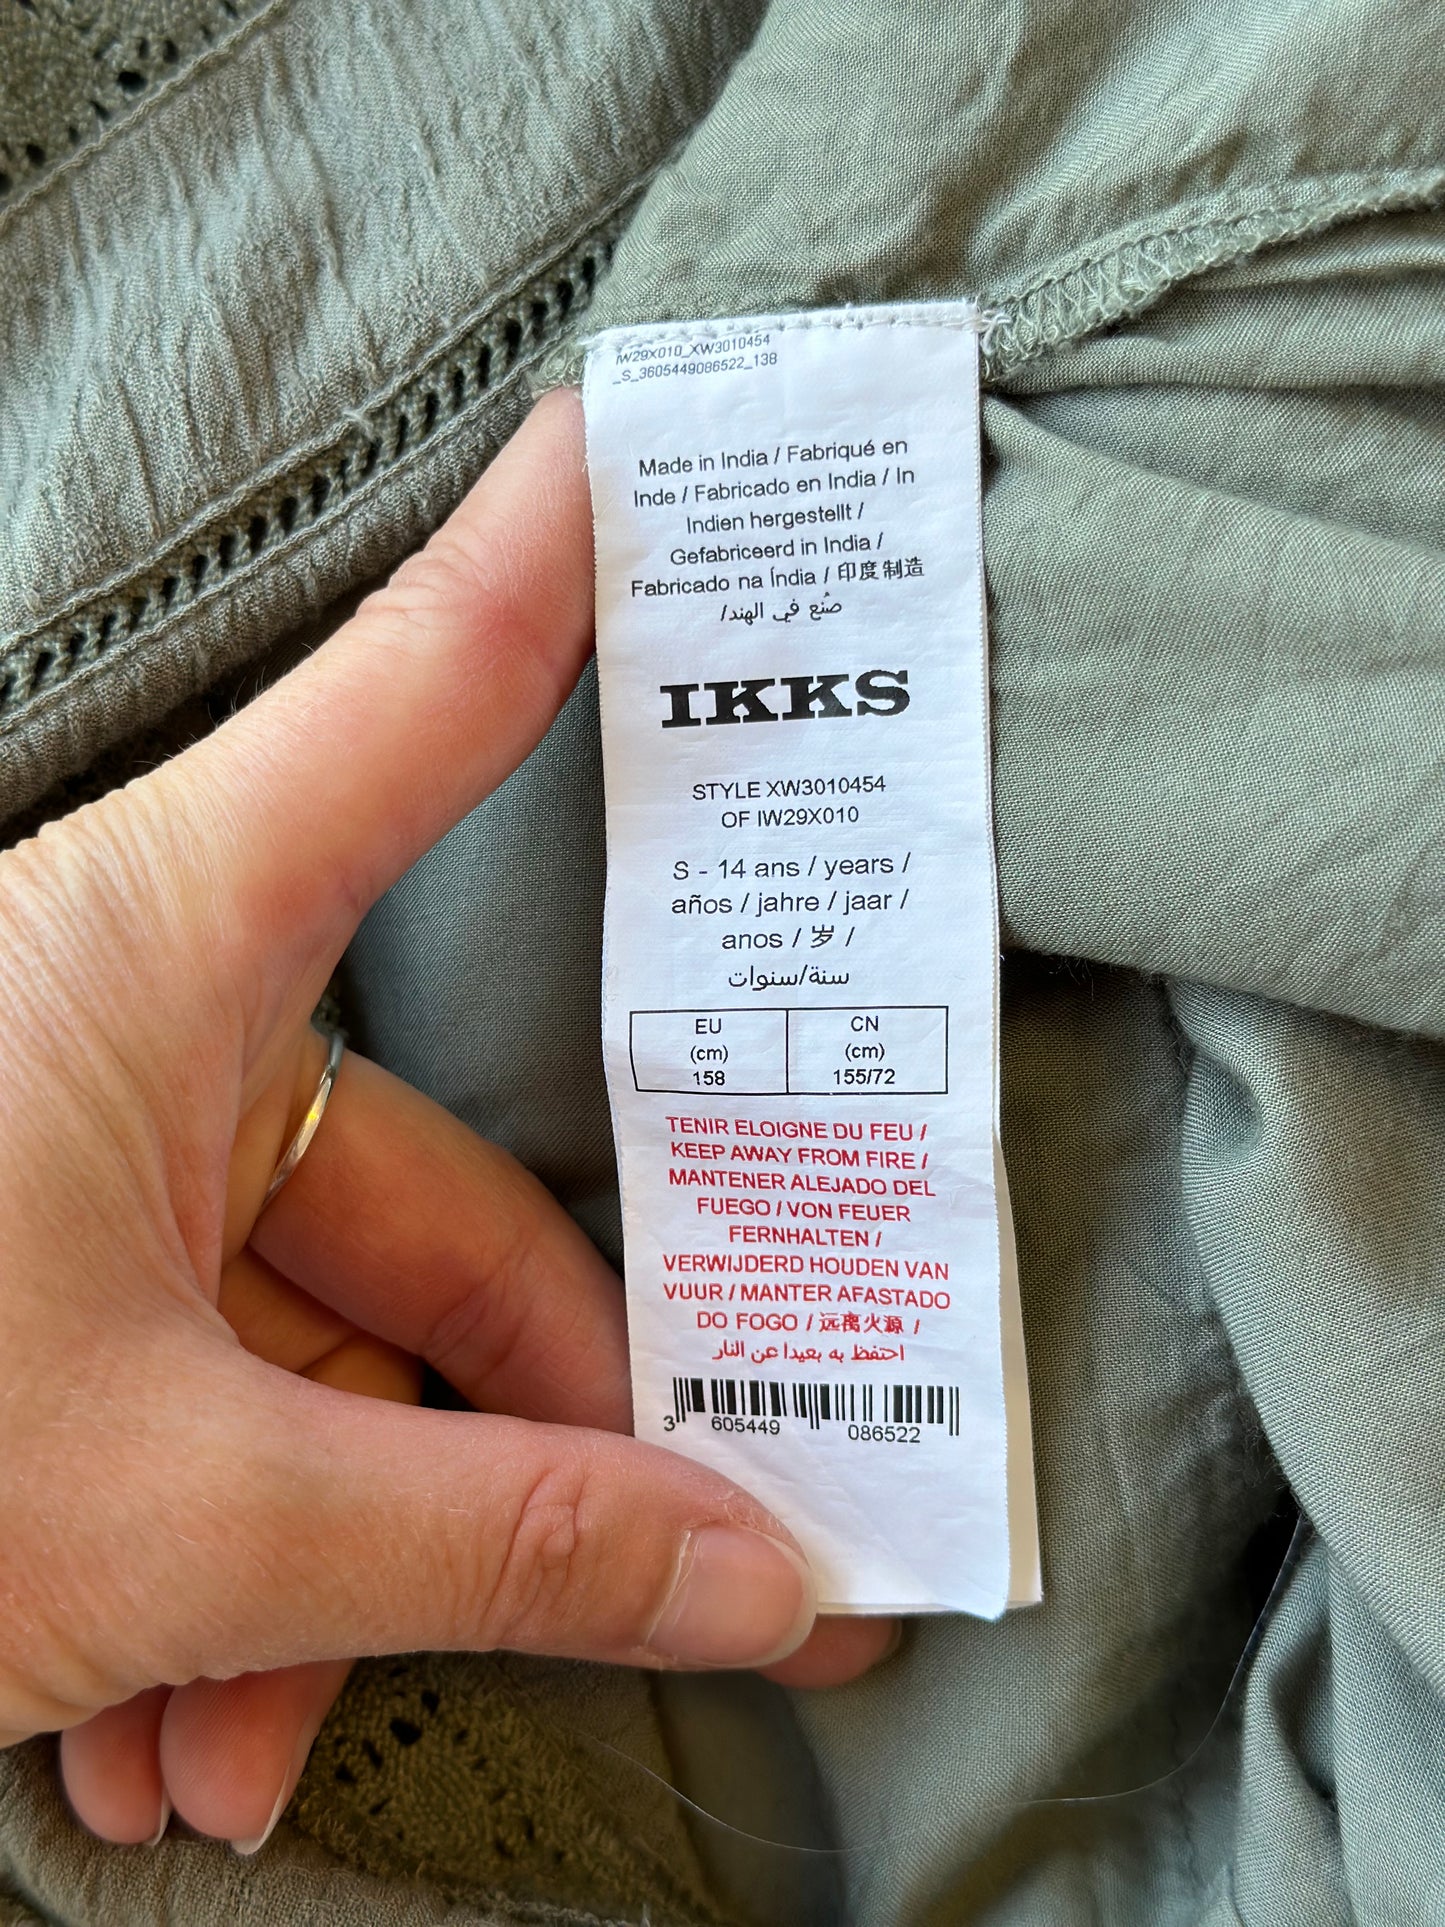 IW29X010_XW3010454
_S_3605449086522_138
Made in India / Fabriqué en
Inde / Fabricado en India / In
Indien hergestellt /
Gefabriceerd in India /
Fabricado na Índia / 印度制造
صُنع في الهند/
IKKS
STYLE XW3010454
OF IW29X010
S - 14 ans / years /
años / jahre / jaar /
anos / 岁 /
سنة/سنوات
EU CN
(cm) (cm)
158 155/72
TENIR ELOIGNE DU FEU /
KEEP AWAY FROM FIRE /
MANTENER ALEJADO DEL
FUEGO / VON FEUER
FERNHALTEN /
VERWIJDERD HOUDEN VAN
VUUR / MANTER AFASTADO
DO FOGO / 远离火源 /
احتفظ به بعيدا عن النار
3 605449 086522